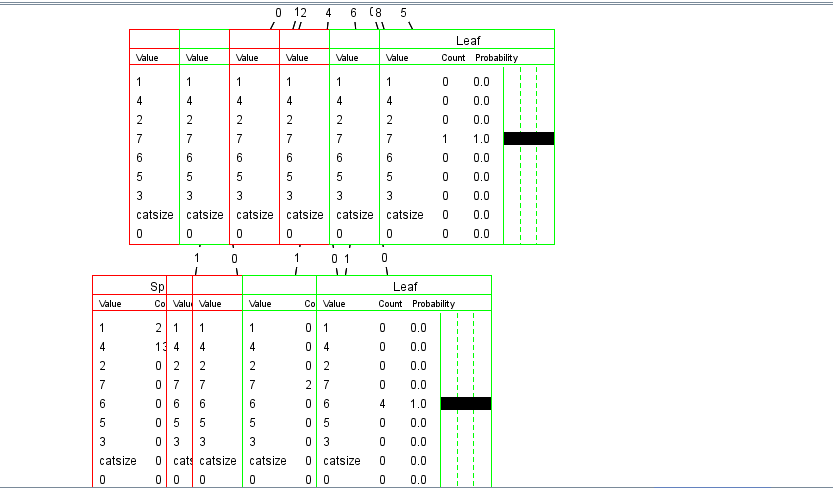 0 12 4 6 8 5
Leaf
Value Value Value Value Value Value Count Probability
1 1 1 1 1 1 0 0.0
4 4 4 4 4 4 0 0.0
2 2 2 2 2 2 0 0.0
7 7 7 7 7 7 1 1.0
6 6 6 6 6 6 0 0.0
5 5 5 5 5 5 0 0.0
3 3 3 3 3 3 0 0.0
catsize catsize catsize catsize catsize catsize 0 0.0
0 0 0 0 0 0 0 0.0
1 0 1 0 1 0
Sp Leaf
Value Co Valu Value Value Co Value Count Probability
1 2 1 1 1 0 1 0 0.0
4 13 4 4 4 0 4 0 0.0
2 0 2 2 2 0 2 0 0.0
7 0 7 7 7 2 7 0 0.0
6 0 6 6 6 0 6 4 1.0
5 0 5 5 5 0 5 0 0.0
3 0 3 3 3 0 3 0 0.0
catsize 0 cats catsize catsize 0 catsize 0 0.0
0 0 0 0 0 0 0 0 0.0